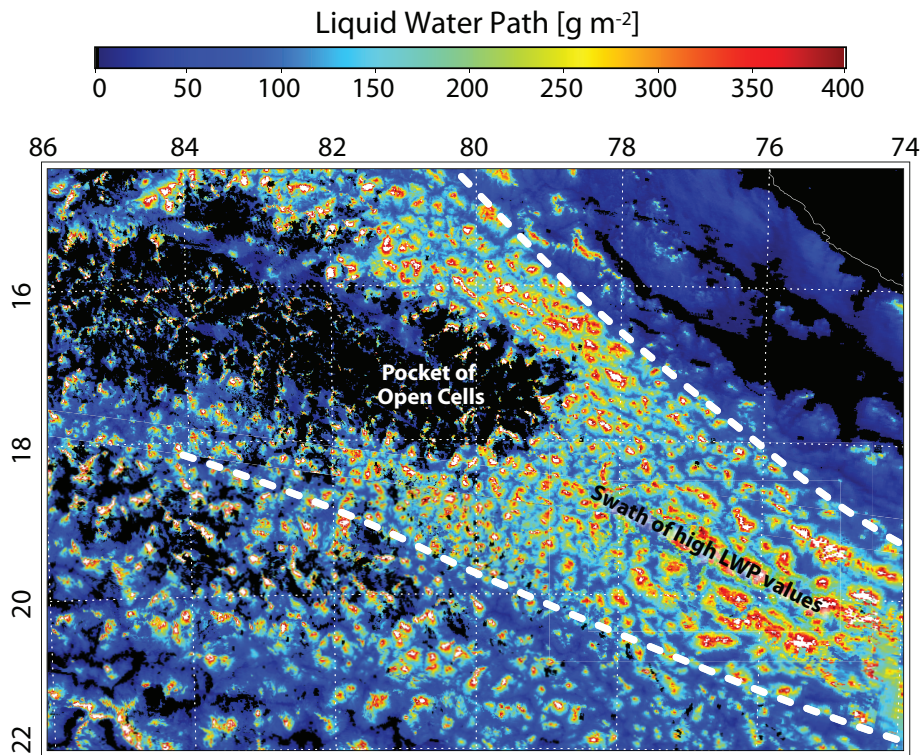 Liquid Water Path [g m-2]
0 50 100 150 200 250 300 350 400
86 84 82 80 78 76 74
16
Pocket of
Open Cells
18
Swath of high LWP values
20
22